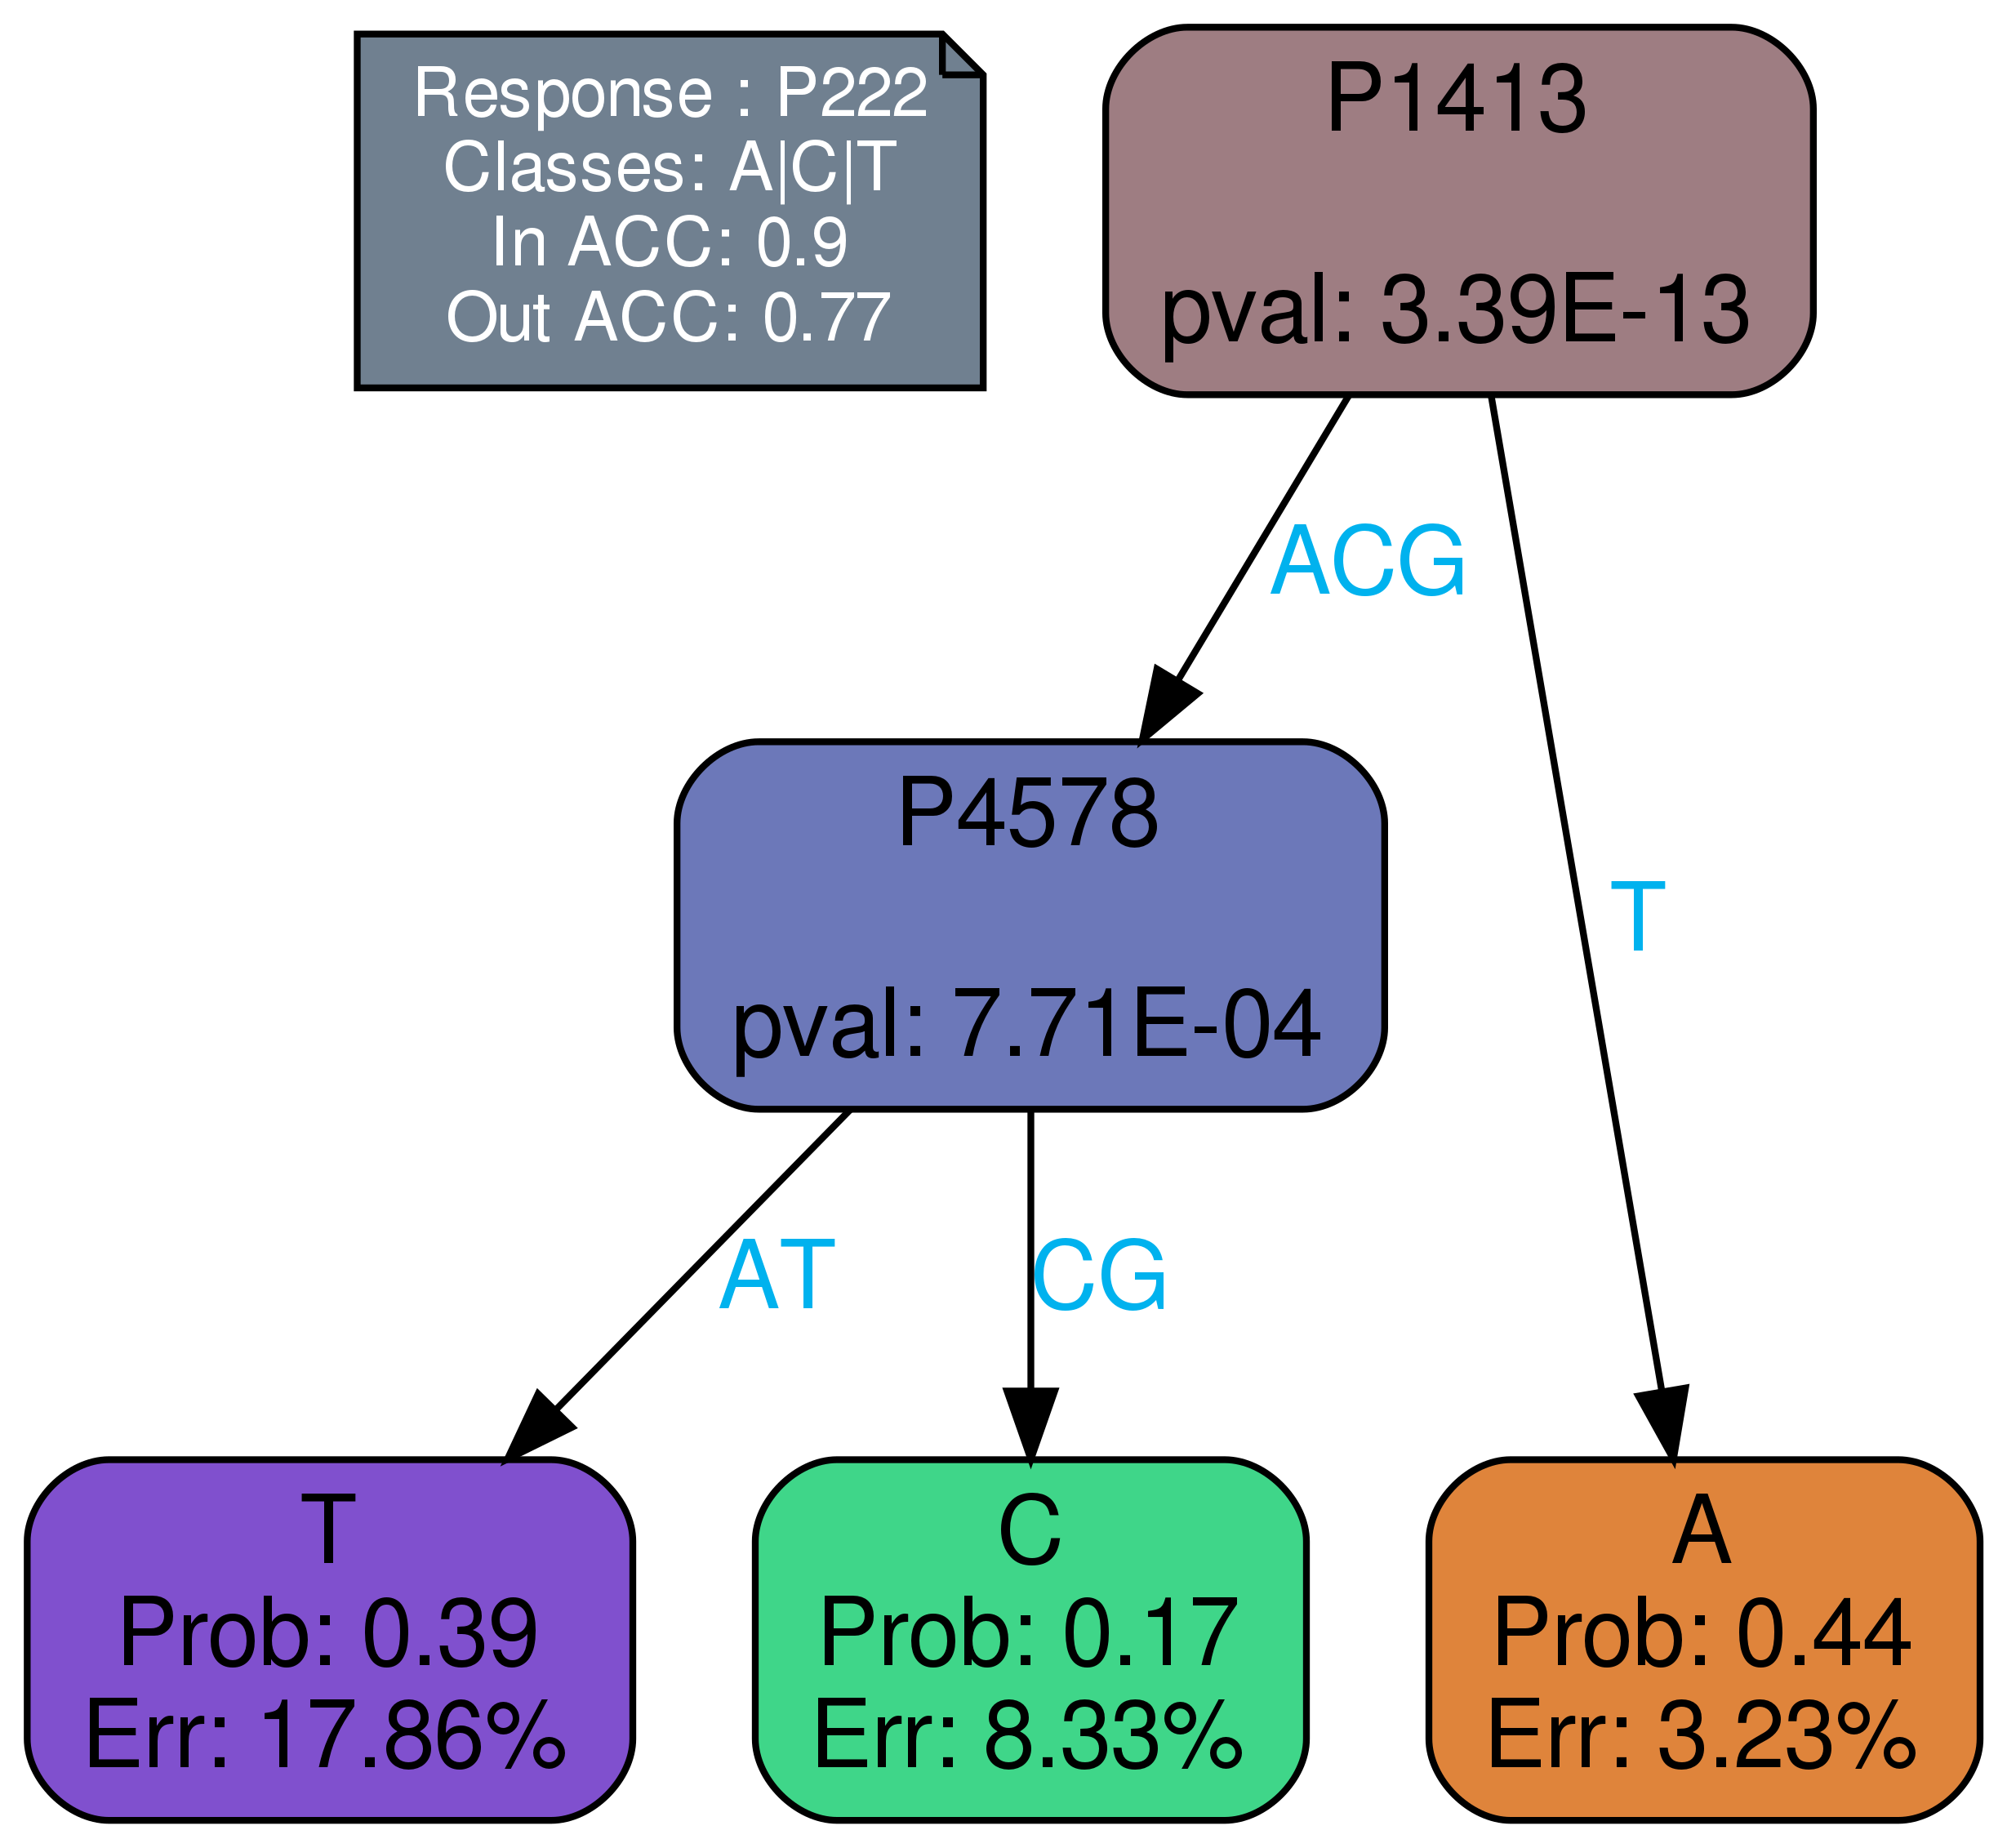 Response : P222
Classes: A|C|T
In ACC: 0.9
Out ACC: 0.77
P1413
pval: 3.39E-13
ACG
T
P4578
pval: 7.71E-04
AT
CG
T
Prob: 0.39
Err: 17.86%
C
Prob: 0.17
Err: 8.33%
A
Prob: 0.44
Err: 3.23%